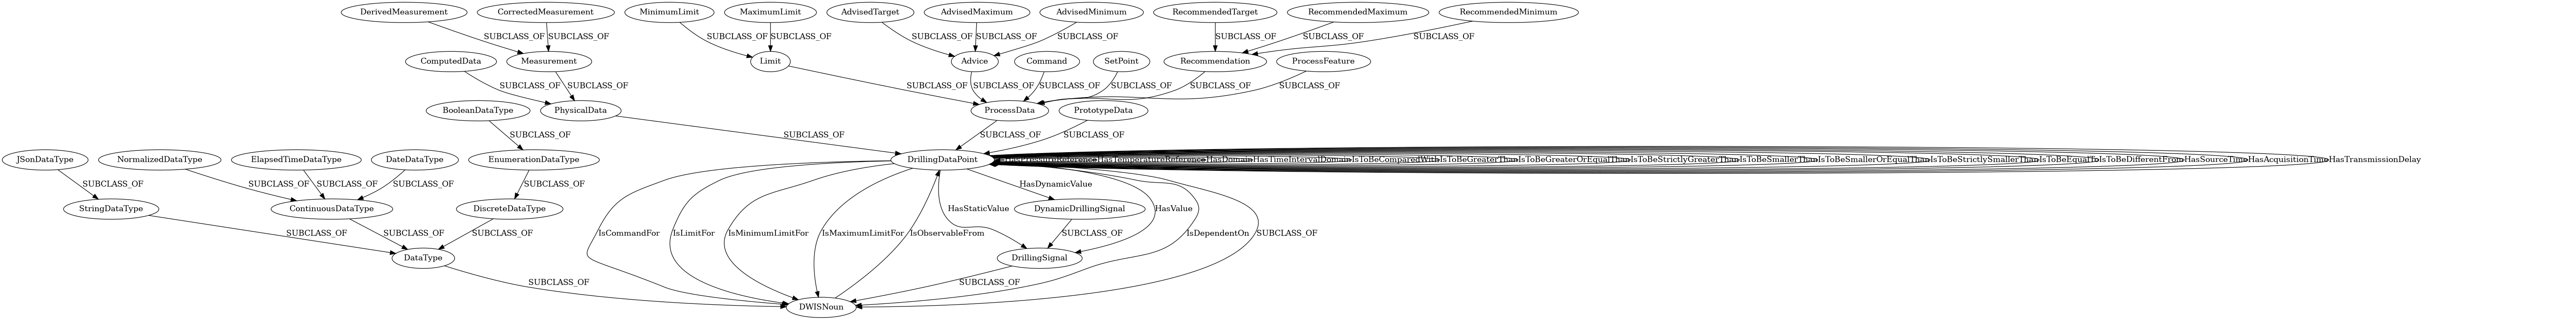 DerivedMeasurement CorrectedMeasurement MinimumLimit MaximumLimit AdvisedTarget AdvisedMaximum AdvisedMinimum RecommendedTarget RecommendedMaximum RecommendedMinimum
SUBCLASS_OF SUBCLASS_OF SUBCLASS_OF SUBCLASS_OF SUBCLASS_OF SUBCLASS_OF SUBCLASS_OF SUBCLASS_OF SUBCLASS_OF SUBCLASS_OF
ComputedData Measurement Limit Advice Command SetPoint Recommendation ProcessFeature
SUBCLASS_OF SUBCLASS_OF SUBCLASS_OF SUBCLASS_OF SUBCLASS_OF SUBCLASS_OF SUBCLASS_OF SUBCLASS_OF
BooleanDataType PhysicalData ProcessData PrototypeData
SUBCLASS_OF SUBCLASS_OF SUBCLASS_OF SUBCLASS_OF
JSonDataType NormalizedDataType ElapsedTimeDataType DateDataType EnumerationDataType DrillingDataPoint HasPressureReference HasTemperatureReference HasDomain HasTimeIntervalDomain IsToBeComparedWith IsToBeGreaterThan IsToBeGreaterOrEqualThan IsToBeStrictlyGreaterThan IsToBeSmallerThan IsToBeSmallerOrEqualThan IsToBeStrictlySmallerThan IsToBeEqualTo IsToBeDifferentFrom HasSourceTime HasAcquisitionTime HasTransmissionDelay
SUBCLASS_OF SUBCLASS_OF SUBCLASS_OF SUBCLASS_OF SUBCLASS_OF HasDynamicValue
StringDataType ContinuousDataType DiscreteDataType HasStaticValue DynamicDrillingSignal HasValue
SUBCLASS_OF SUBCLASS_OF SUBCLASS_OF IsCommandFor IsLimitFor IsMinimumLimitFor IsMaximumLimitFor IsObservableFrom SUBCLASS_OF IsDependentOn SUBCLASS_OF
DataType DrillingSignal
SUBCLASS_OF SUBCLASS_OF
DWISNoun